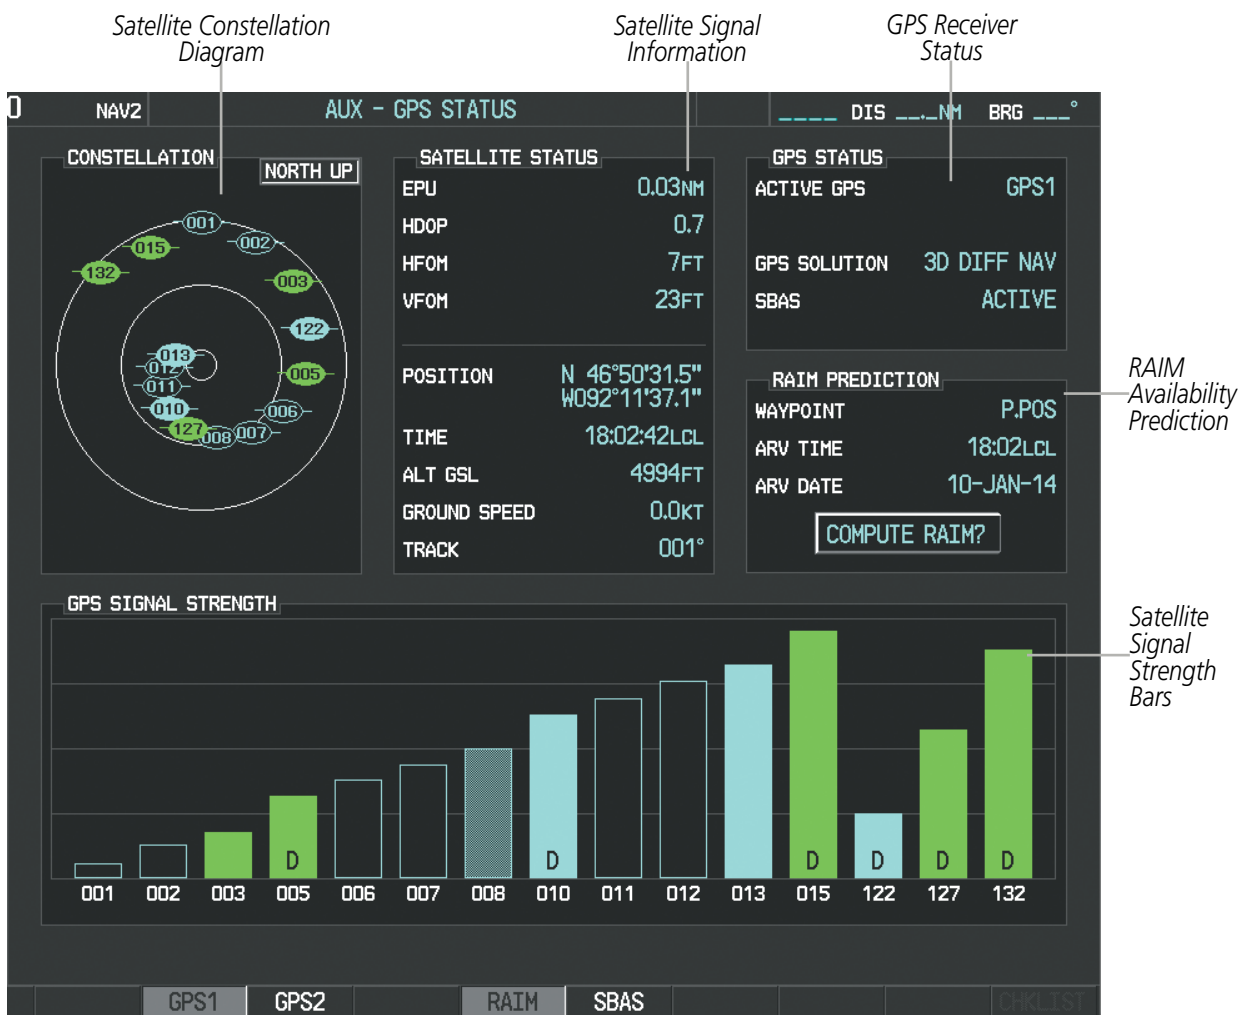 Satellite Constellation
Diagram
Satellite Signal
Information
GPS Receiver
Status
NAV2
AUX – GPS STATUS
____ DIS __._NM BRG ___°
CONSTELLATION
NORTH UP
001
002
015
132
003
122
013
012
011
005
010
006
127
008
007
SATELLITE STATUS
EPU 0.03NM
HDOP 0.7
HFOM 7FT
VFOM 23FT
POSITION N 46°50'31.5"
W092°11'37.1"
TIME 18:02:42LCL
ALT GSL 4994FT
GROUND SPEED 0.0KT
TRACK 001°
GPS STATUS
ACTIVE GPS GPS1
GPS SOLUTION 3D DIFF NAV
SBAS ACTIVE
RAIM PREDICTION
WAYPOINT P.POS
ARV TIME 18:02LCL
ARV DATE 10-JAN-14
COMPUTE RAIM?
RAIM
Availability
Prediction
GPS SIGNAL STRENGTH
D D D D D D
001 002 003 005 006 007 008 010 011 012 013 015 122 127 132
Satellite
Signal
Strength
Bars
GPS1 GPS2 RAIM SBAS CHKLIST